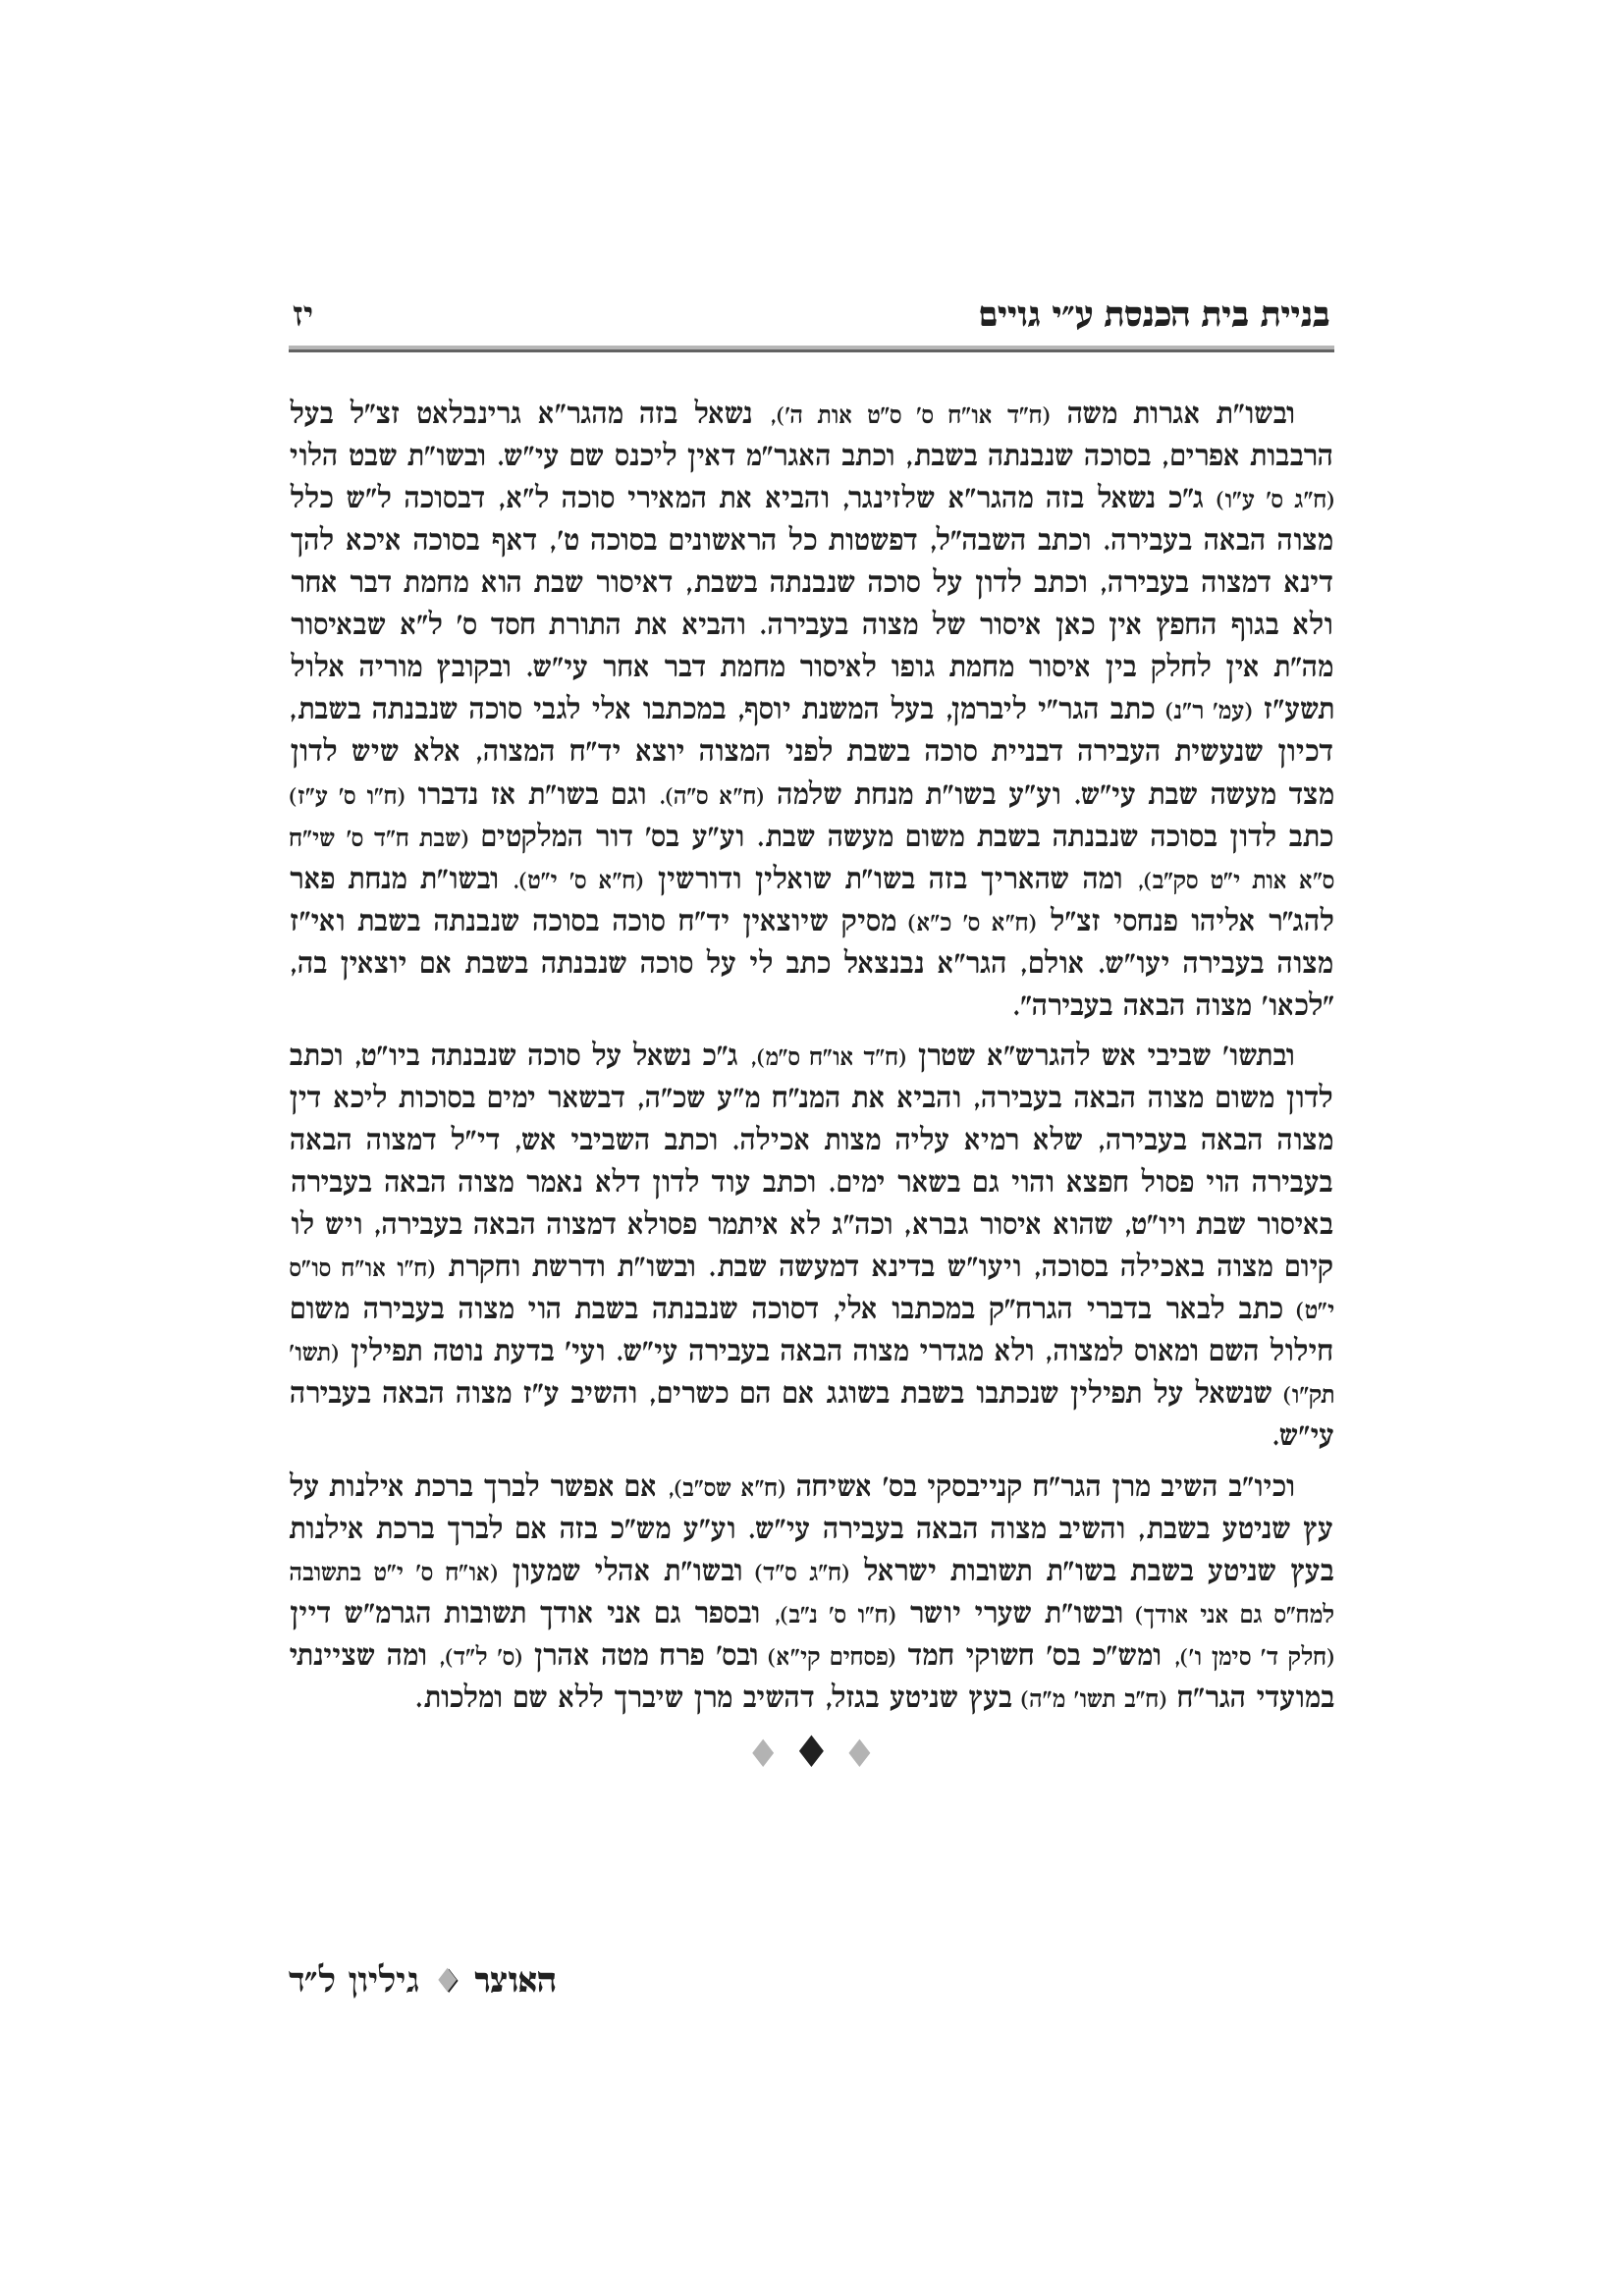 בניית בית הכנסת ע״י גויים
יז
ובשו"ת אגרות משה (ח"ד או"ח ס' ס"ט אות ה'), נשאל בזה מהגר"א גרינבלאט זצ"ל בעל
הרבבות אפרים, בסוכה שנבנתה בשבת, וכתב האגר"מ דאין ליכנס שם עי"ש. ובשו"ת שבט הלוי
(ח"ג ס' ע"ו) ג"כ נשאל בזה מהגר"א שלזינגר, והביא את המאירי סוכה ל"א, דבסוכה ל"ש כלל
מצוה הבאה בעבירה. וכתב השבה"ל, דפשטות כל הראשונים בסוכה ט', דאף בסוכה איכא להך
דינא דמצוה בעבירה, וכתב לדון על סוכה שנבנתה בשבת, דאיסור שבת הוא מחמת דבר אחר
ולא בגוף החפץ אין כאן איסור של מצוה בעבירה. והביא את התורת חסד ס' ל"א שבאיסור
מה"ת אין לחלק בין איסור מחמת גופו לאיסור מחמת דבר אחר עי"ש. ובקובץ מוריה אלול
תשע"ז (עמ' ר"נ) כתב הגר"י ליברמן, בעל המשנת יוסף, במכתבו אלי לגבי סוכה שנבנתה בשבת,
דכיון שנעשית העבירה דבניית סוכה בשבת לפני המצוה יוצא יד"ח המצוה, אלא שיש לדון
מצד מעשה שבת עי"ש. וע"ע בשו"ת מנחת שלמה (ח"א ס"ה). וגם בשו"ת אז נדברו (ח"ו ס' ע"ז)
כתב לדון בסוכה שנבנתה בשבת משום מעשה שבת. וע"ע בס' דור המלקטים (שבת ח"ד ס' שי"ח
ס"א אות י"ט סק"ב), ומה שהאריך בזה בשו"ת שואלין ודורשין (ח"א ס' י"ט). ובשו"ת מנחת פאר
להג"ר אליהו פנחסי זצ"ל (ח"א ס' כ"א) מסיק שיוצאין יד"ח סוכה בסוכה שנבנתה בשבת ואי"ז
מצוה בעבירה יעו"ש. אולם, הגר"א נבנצאל כתב לי על סוכה שנבנתה בשבת אם יוצאין בה,
"לכאו' מצוה הבאה בעבירה".
ובתשו' שביבי אש להגרש"א שטרן (ח"ד או"ח ס"מ), ג"כ נשאל על סוכה שנבנתה ביו"ט, וכתב
לדון משום מצוה הבאה בעבירה, והביא את המנ"ח מ"ע שכ"ה, דבשאר ימים בסוכות ליכא דין
מצוה הבאה בעבירה, שלא רמיא עליה מצות אכילה. וכתב השביבי אש, די"ל דמצוה הבאה
בעבירה הוי פסול חפצא והוי גם בשאר ימים. וכתב עוד לדון דלא נאמר מצוה הבאה בעבירה
באיסור שבת ויו"ט, שהוא איסור גברא, וכה"ג לא איתמר פסולא דמצוה הבאה בעבירה, ויש לו
קיום מצוה באכילה בסוכה, ויעו"ש בדינא דמעשה שבת. ובשו"ת ודרשת וחקרת (ח"ו או"ח סו"ס
י"ט) כתב לבאר בדברי הגרח"ק במכתבו אלי, דסוכה שנבנתה בשבת הוי מצוה בעבירה משום
חילול השם ומאוס למצוה, ולא מגדרי מצוה הבאה בעבירה עי"ש. ועי' בדעת נוטה תפילין (תשו'
תק"ו) שנשאל על תפילין שנכתבו בשבת בשוגג אם הם כשרים, והשיב ע"ז מצוה הבאה בעבירה
עי"ש.
וכיו"ב השיב מרן הגר"ח קנייבסקי בס' אשיחה (ח"א שס"ב), אם אפשר לברך ברכת אילנות על
עץ שניטע בשבת, והשיב מצוה הבאה בעבירה עי"ש. וע"ע מש"כ בזה אם לברך ברכת אילנות
בעץ שניטע בשבת בשו"ת תשובות ישראל (ח"ג ס"ד) ובשו"ת אהלי שמעון (או"ח ס' י"ט בתשובה
למח"ס גם אני אודך) ובשו"ת שערי יושר (ח"ו ס' נ"ב), ובספר גם אני אודך תשובות הגרמ"ש דיין
(חלק ד' סימן ו'), ומש"כ בס' חשוקי חמד (פסחים קי"א) ובס' פרח מטה אהרן (ס' ל"ד), ומה שציינתי
במועדי הגר"ח (ח"ב תשו' מ"ה) בעץ שניטע בגזל, דהשיב מרן שיברך ללא שם ומלכות.
האוצר ♦ גיליון ל״ד